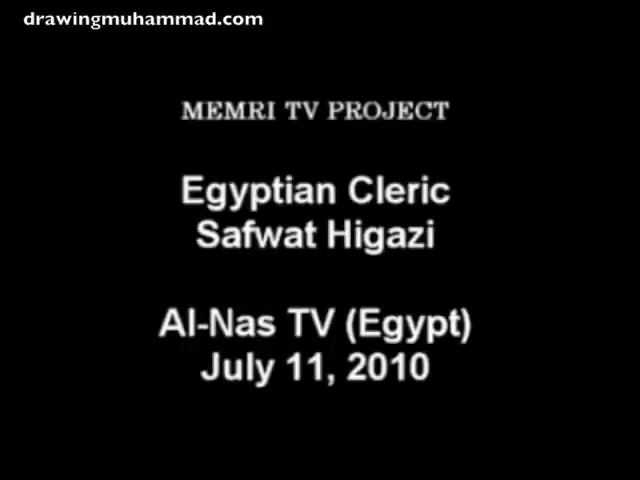 drawingmuhammad.com
MEMRI TV PROJECT
Egyptian Cleric
Safwat Higazi
Al-Nas TV (Egypt)
July 11, 2010